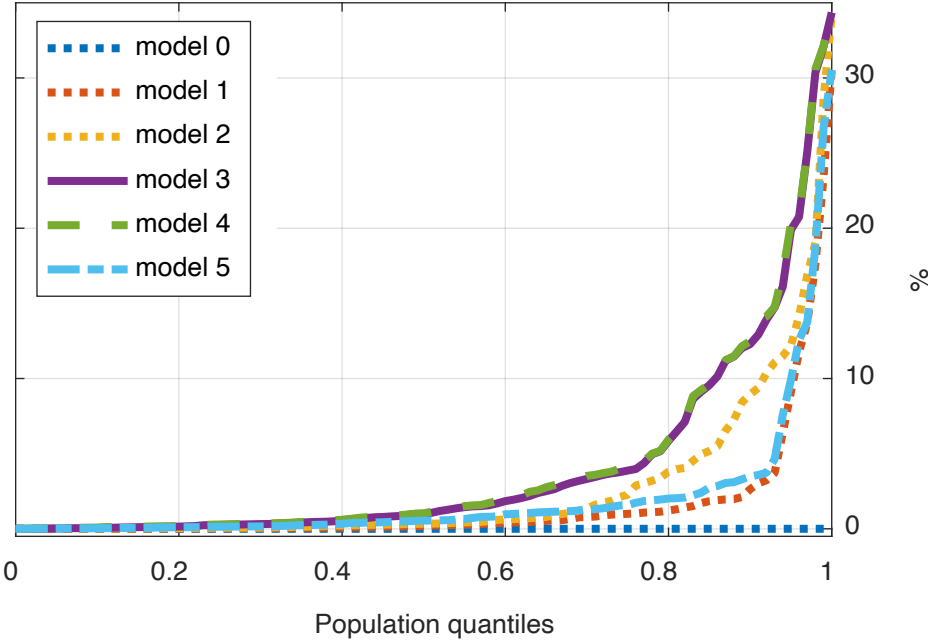 model 0
model 1
model 2
model 3
model 4
model 5
30
20
10
0
%
0 0.2 0.4 0.6 0.8 1
Population quantiles